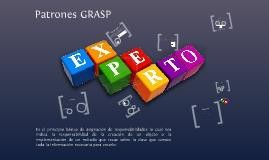 Patrones GRASP
EXPERTO
Es el principio básico de asignación de responsabilidades la cual nos
indica la responsabilidad de la creación de un objeto o la
implementación de un método que recae sobre la clase que conoce
toda la información necesaria para crearlo